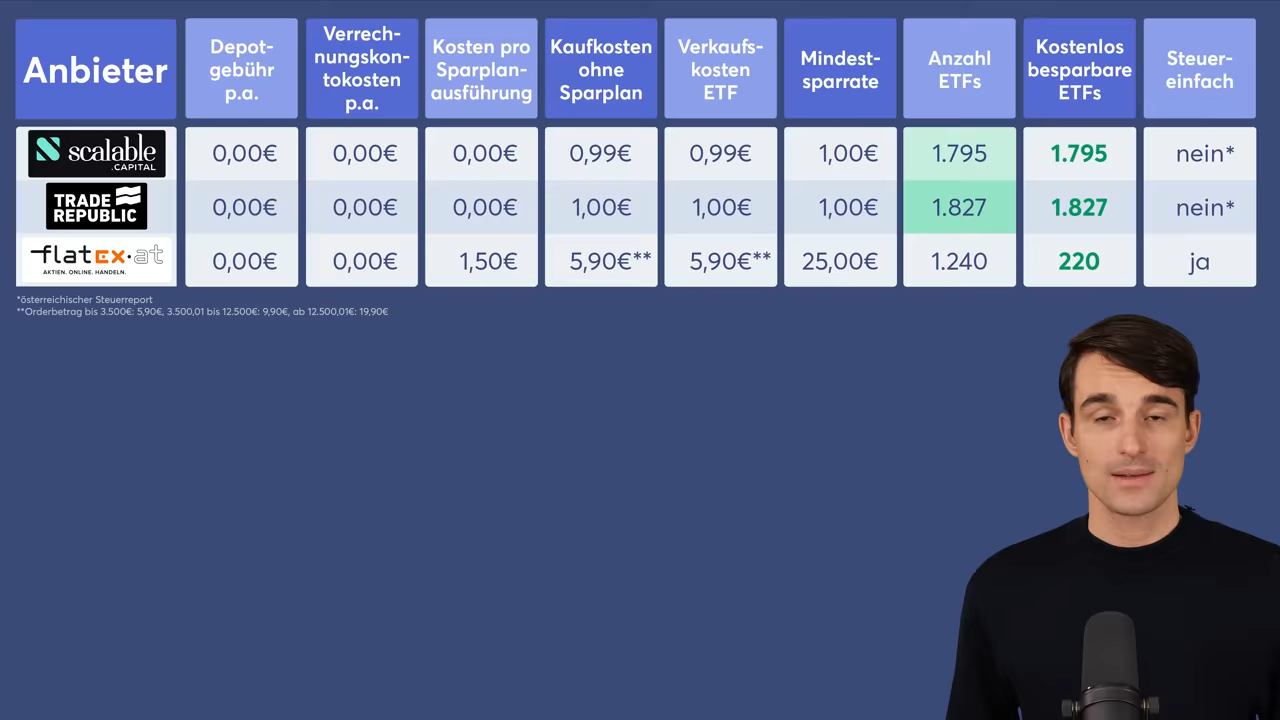 Anbieter
Depot-
gebühr
p.a.
Verrech-
nungskon-
tokosten
p.a.
Kosten pro
Sparplan-
ausführung
Kaufkosten
ohne
Sparplan
Verkaufs-
kosten
ETF
Mindest-
sparrate
Anzahl
ETFs
Kostenlos
besparbare
ETFs
Steuer-
einfach
scalable
.CAPITAL
0,00€ 0,00€ 0,00€ 0,99€ 0,99€ 1,00€ 1.795 1.795 nein*
TRADE
REPUBLIC
0,00€ 0,00€ 0,00€ 1,00€ 1,00€ 1,00€ 1.827 1.827 nein*
flatex.at
AKTIEN. ONLINE. HANDELN.
0,00€ 0,00€ 1,50€ 5,90€** 5,90€** 25,00€ 1.240 220 ja
*österreichischer Steuerreport
**Orderbetrag bis 3.500€: 5,90€, 3.500,01 bis 12.500€: 9,90€, ab 12.500,01€: 19,90€